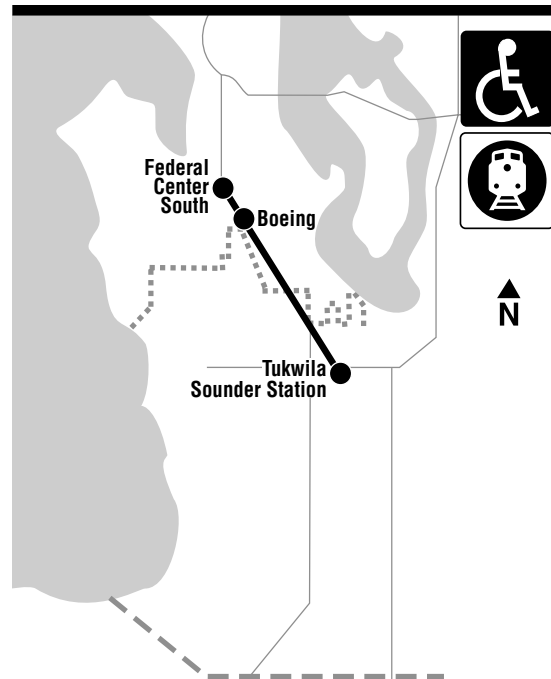 Federal
Center
South
Boeing
N
Tukwila
Sounder Station